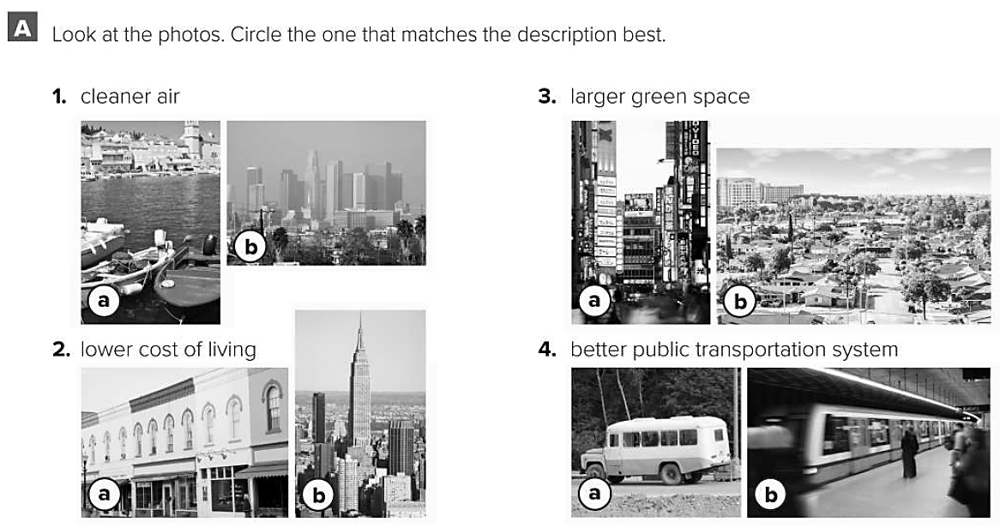 A Look at the photos. Circle the one that matches the description best.
1. cleaner air
a
b
2. lower cost of living
a
b
3. larger green space
a
b
4. better public transportation system
a
b